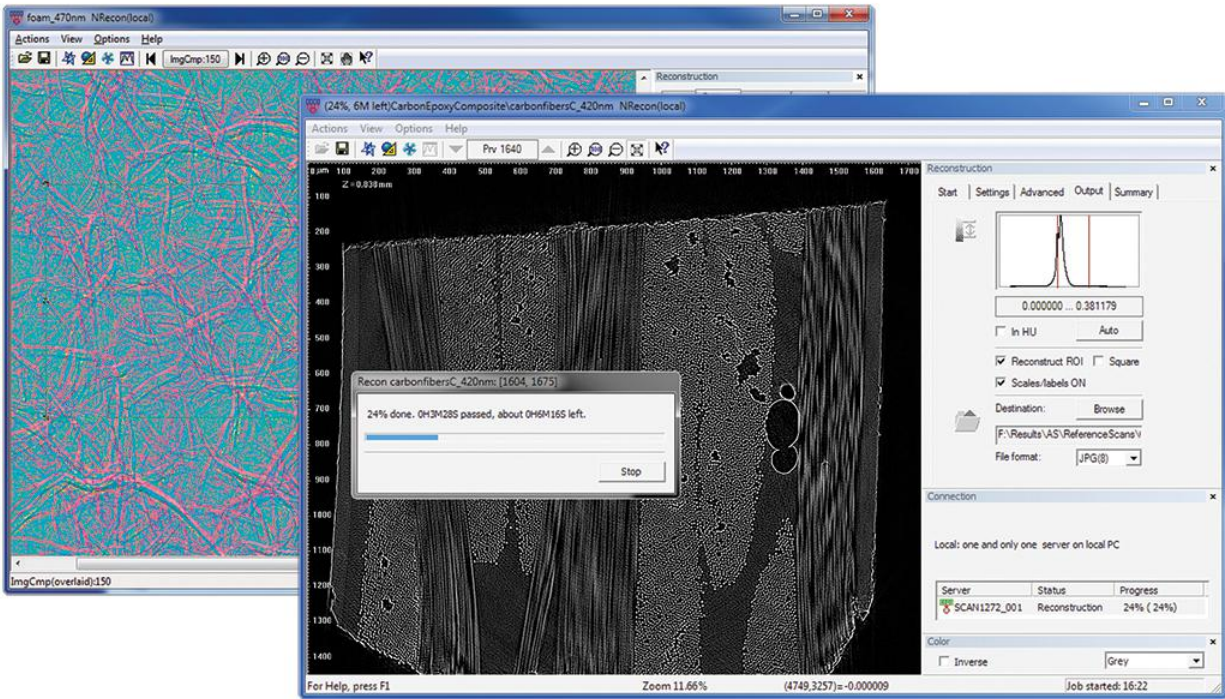 foam_470nm NRecon(local)
Actions View Options Help
ImgCmp:150
Reconstruction
ImgCmp(overlaid):150
(24%, 6M left)CarbonEpoxyComposite\carbonfibersC_420nm NRecon(local)
Actions View Options Help
Prv 1640
0 µm 100 200 300 400 500 600 700 800 900 1000 1100 1200 1300 1400 1500 1600 1700
Z=0.838mm
100
200
300
400
500
600
700
800
900
1000
1100
1200
1300
1400
Recon carbonfibersC_420nm: [1604, 1675]
24% done. 0H3M28S passed, about 0H6M16S left.
Stop
Reconstruction
Start Settings Advanced Output Summary
0.000000 ... 0.381179
In HU Auto
Reconstruct ROI Square
Scales/labels ON
Destination: Browse
F:\Results\AS\ReferenceScans\
File format: JPG(8)
Connection
Local: one and only one server on local PC
Server Status Progress
SCAN1272_001 Reconstruction 24% ( 24%)
Color
Inverse Grey
For Help, press F1 Zoom 11.66% (4749,3257)=-0.000009 Job started: 16:22